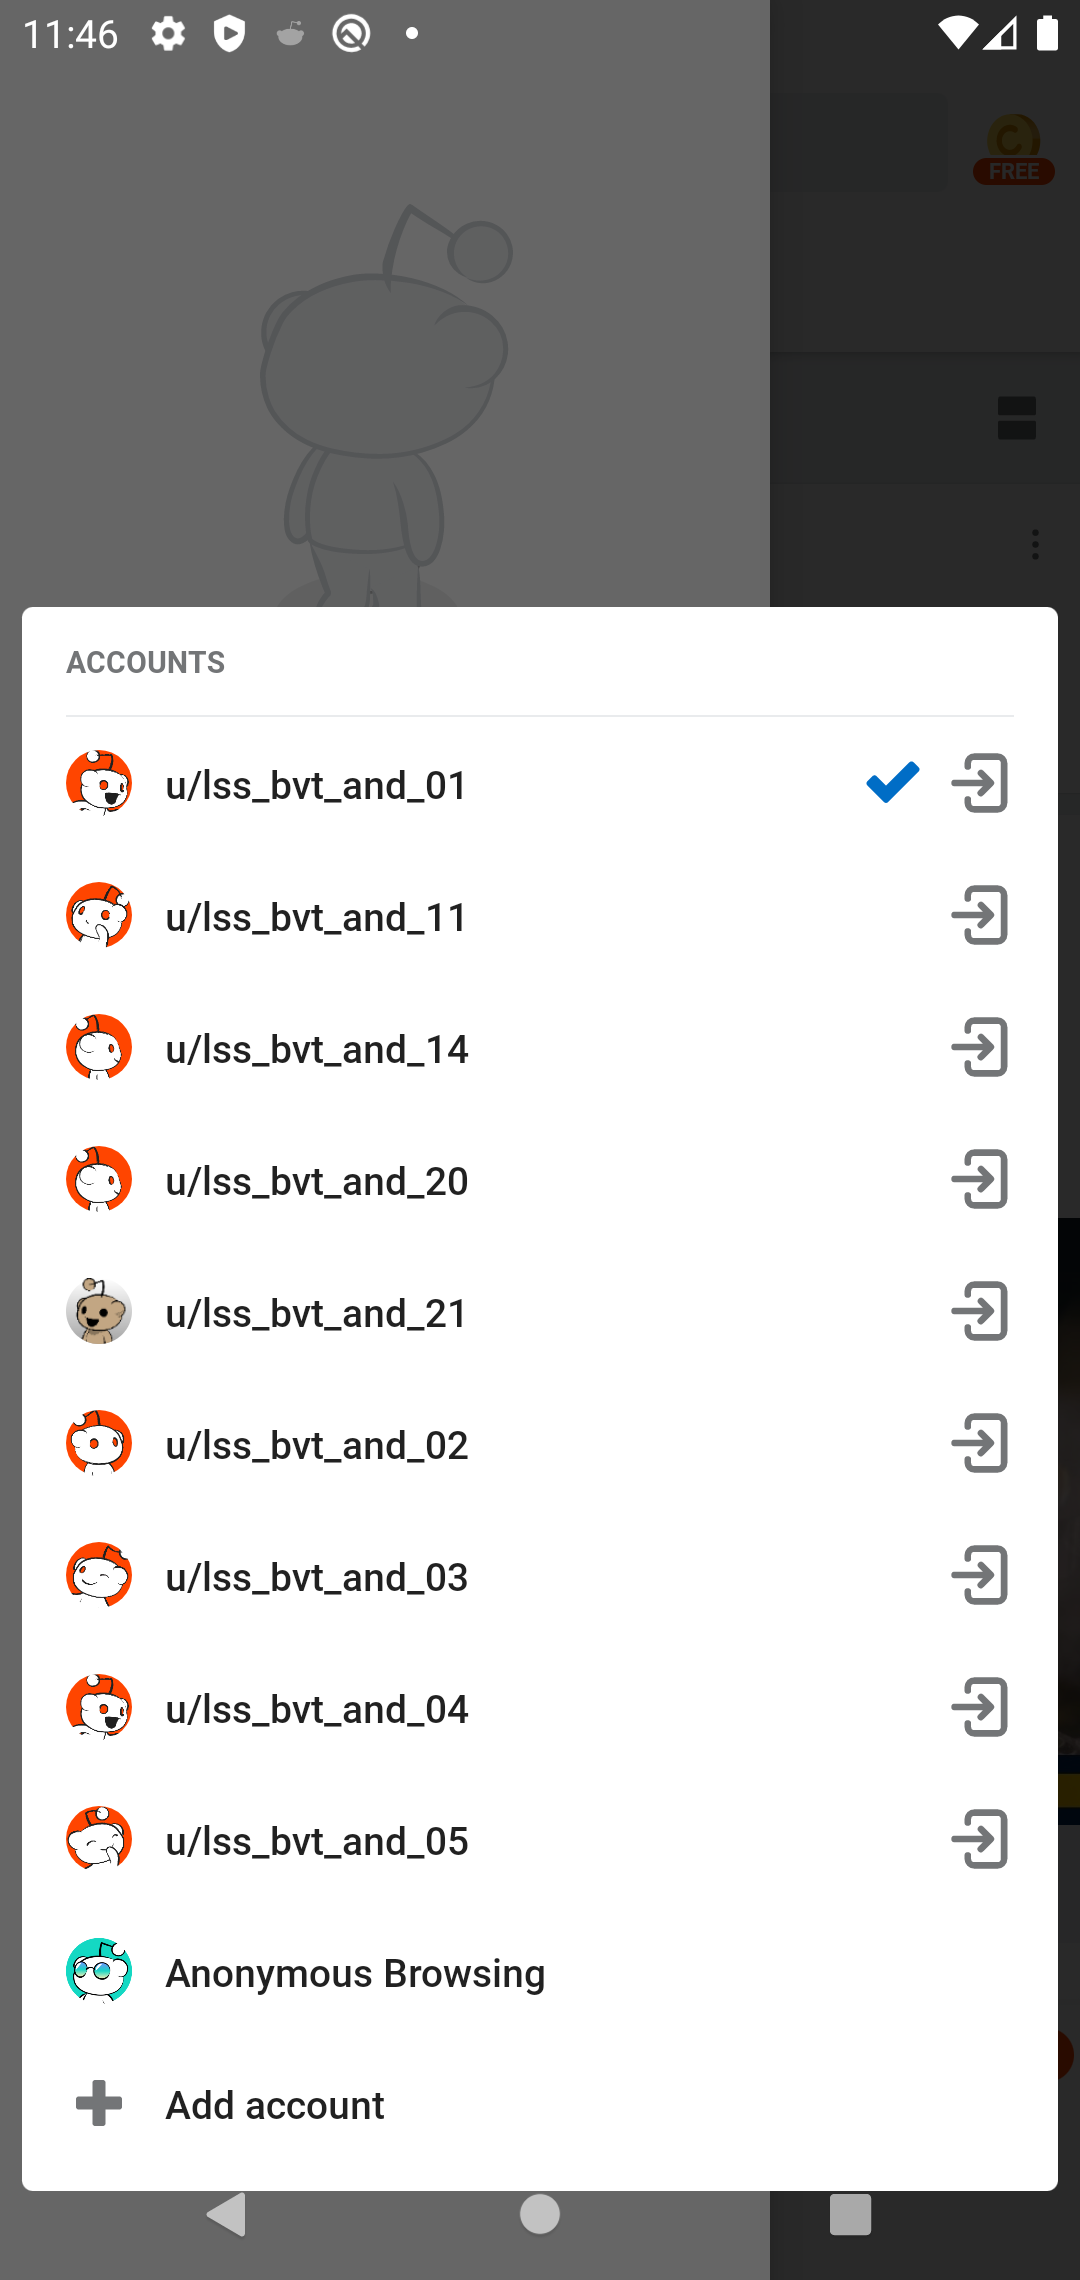 11:46
FREE
ACCOUNTS
u/lss_bvt_and_01
u/lss_bvt_and_11
u/lss_bvt_and_14
u/lss_bvt_and_20
u/lss_bvt_and_21
u/lss_bvt_and_02
u/lss_bvt_and_03
u/lss_bvt_and_04
u/lss_bvt_and_05
Anonymous Browsing
Add account